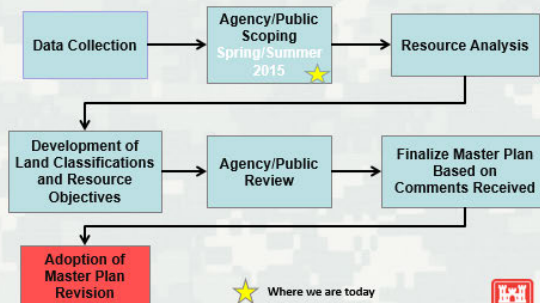 Data Collection
Agency/Public
Scoping
Spring/Summer
2015
Resource Analysis
Development of
Land Classifications
and Resource
Objectives
Agency/Public
Review
Finalize Master Plan
Based on
Comments Received
Adoption of
Master Plan
Revision
Where we are today